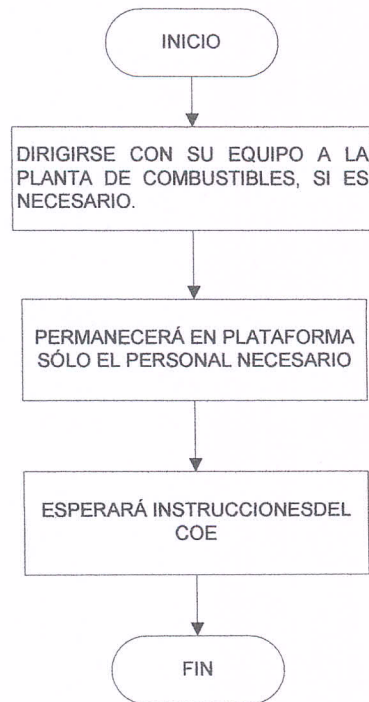 INICIO
DIRIGIRSE CON SU EQUIPO A LA
PLANTA DE COMBUSTIBLES, SI ES
NECESARIO.
PERMANECERÁ EN PLATAFORMA
SÓLO EL PERSONAL NECESARIO
ESPERARÁ INSTRUCCIONESDEL
COE
FIN